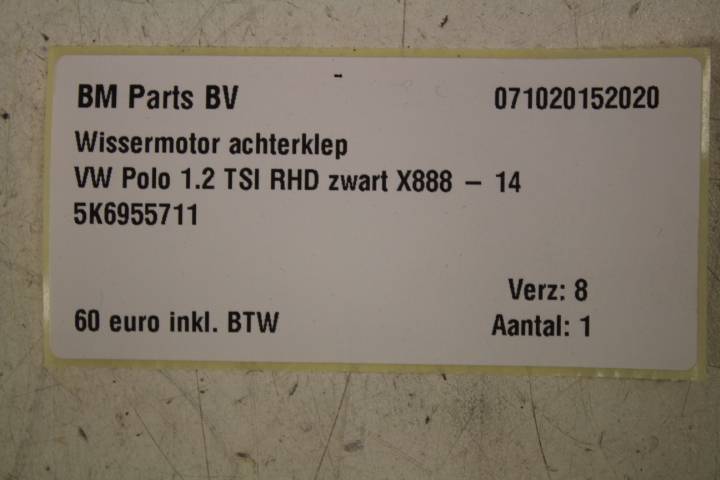 BM Parts BV 071020152020
Wissermotor achterklep
VW Polo 1.2 TSI RHD zwart X888 – 14
5K6955711
Verz: 8
60 euro inkl. BTW Aantal: 1